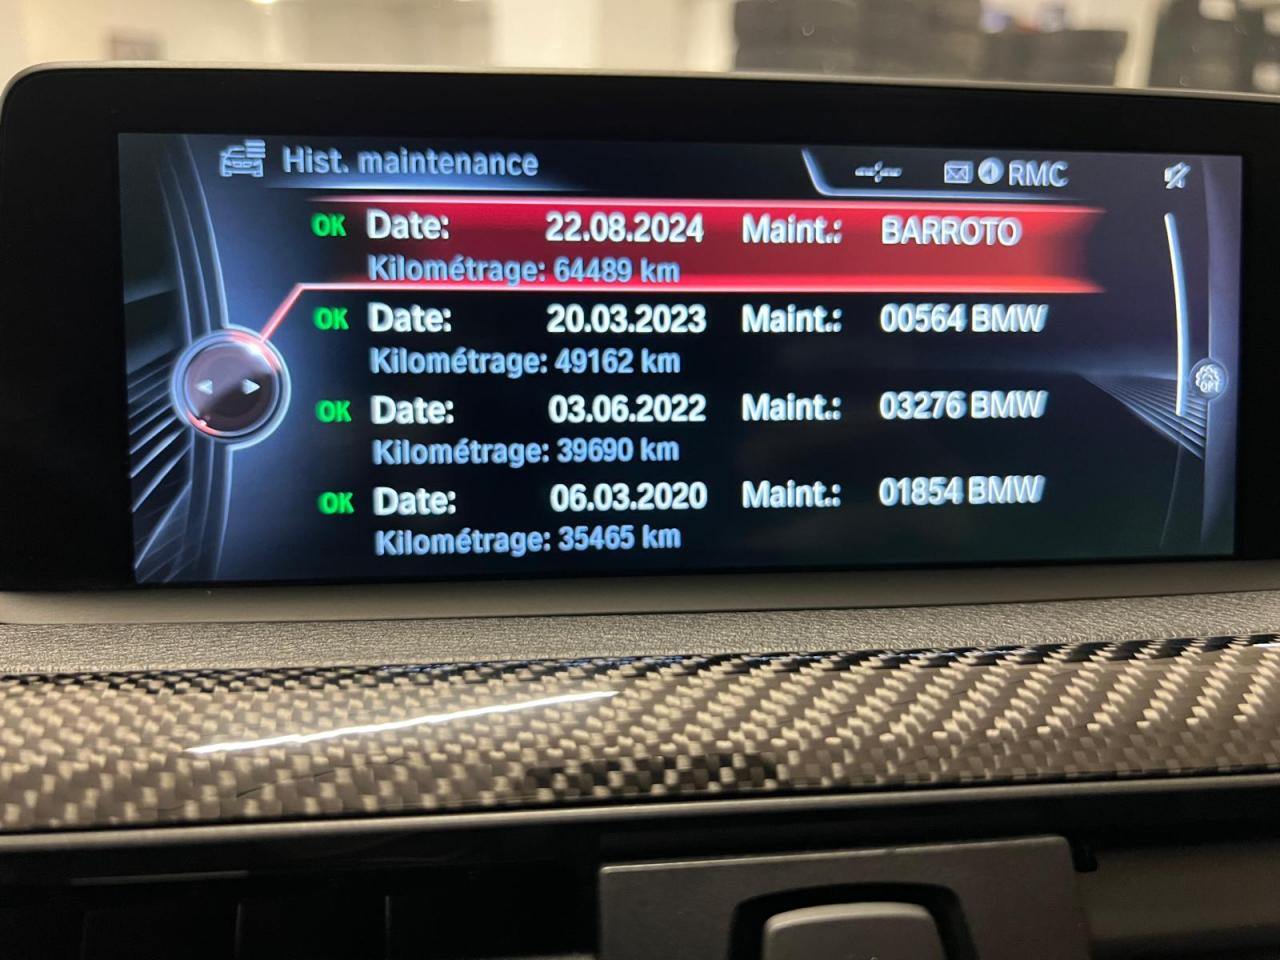 Hist. maintenance
RMC
OK Date: 22.08.2024 Maint.: BARROTO
Kilométrage: 64489 km
OK Date: 20.03.2023 Maint.: 00564 BMW
Kilométrage: 49162 km
OK Date: 03.06.2022 Maint.: 03276 BMW
Kilométrage: 39690 km
OPT
OK Date: 06.03.2020 Maint.: 01854 BMW
Kilométrage: 35465 km